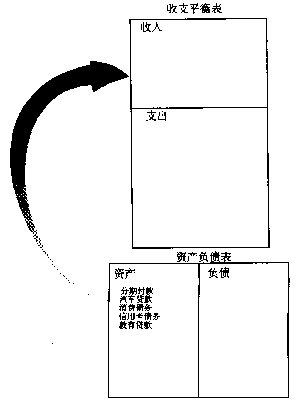 收支平衡表
收入
支出
资产负债表
资产
负债
分期付款
汽车贷款
消费债务
信用卡债务
教育贷款